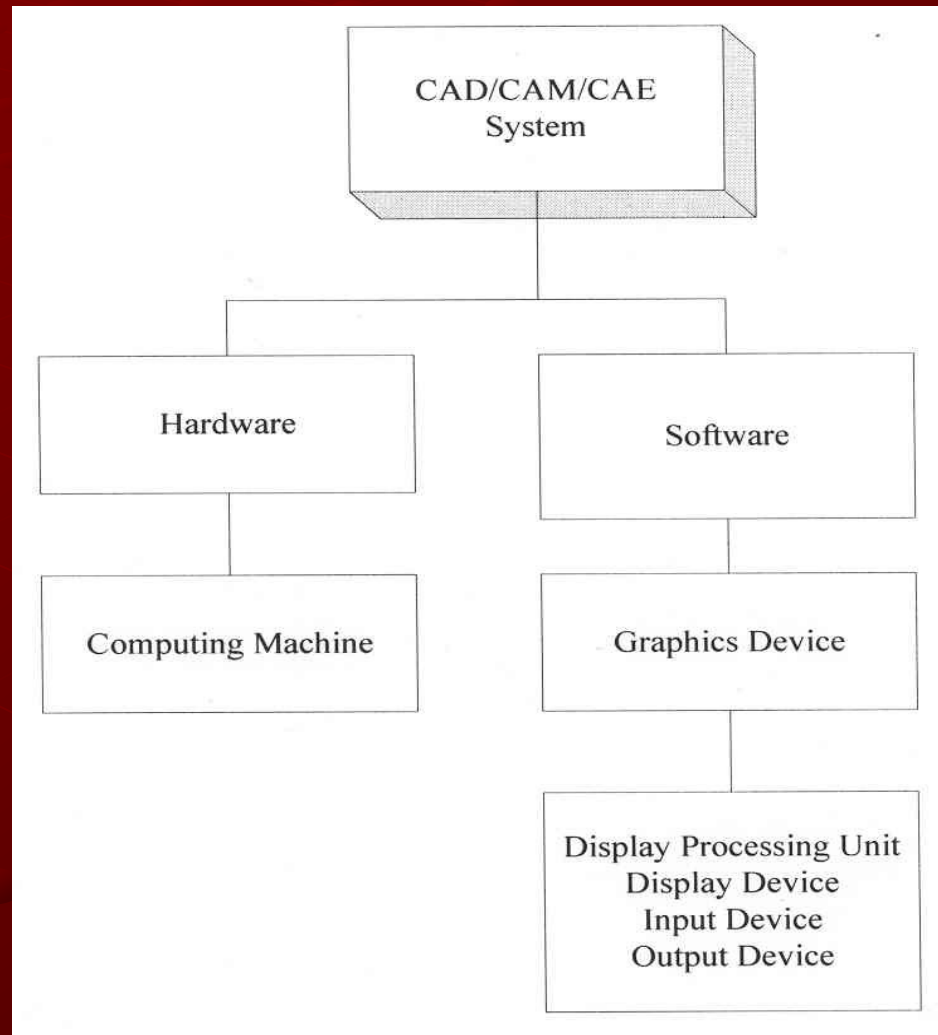 CAD/CAM/CAE
System
Hardware
Software
Computing Machine
Graphics Device
Display Processing Unit
Display Device
Input Device
Output Device